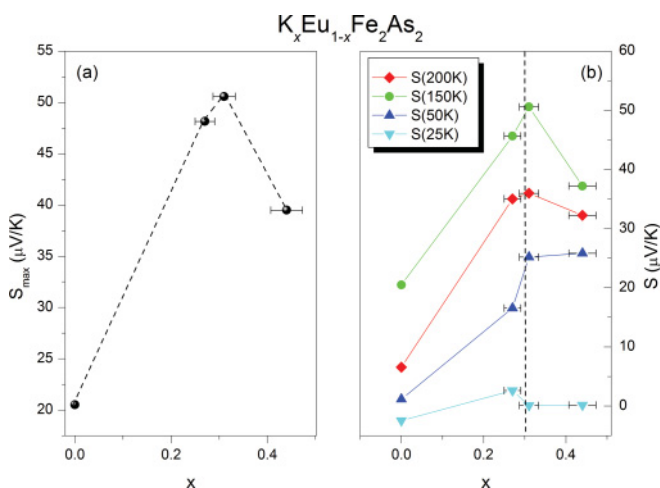 KxEu1-xFe2As2
(a)
55
50
45
40
35
30
25
20
Smax (μV/K)
0.0 0.2 0.4
x
(b)
S(200K)
S(150K)
S(50K)
S(25K)
60
50
40
30
20
10
0
S (μV/K)
0.0 0.2 0.4
x